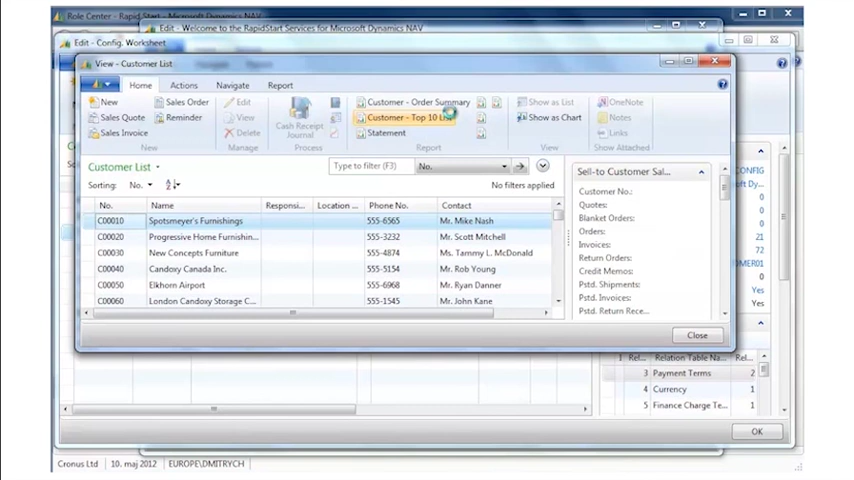 Role Center - Rapid Start - Microsoft Dynamics NAV
Edit - Welcome to the RapidStart Services for Microsoft Dynamics NAV
Edit - Config. Worksheet
View - Customer List
Home Actions Navigate Report
New Sales Order
Sales Quote Reminder
Sales Invoice
New
Edit
View
Delete
Manage
Cash Receipt
Journal
Process
Customer - Order Summary
Customer - Top 10 List
Statement
Report
Show as List
Show as Chart
View
OneNote
Notes
Links
Show Attached
Customer List
Type to filter (F3) No.
Sorting: No. No filters applied
No. Name Responsi... Location ... Phone No. Contact
C00010 Spotsmeyer's Furnishings 555-6565 Mr. Mike Nash
C00020 Progressive Home Furnishin... 555-3232 Mr. Scott Mitchell
C00030 New Concepts Furniture 555-4874 Ms. Tammy L. McDonald
C00040 Candoxy Canada Inc. 555-5154 Mr. Rob Young
C00050 Elkhorn Airport 555-6968 Mr. Ryan Danner
C00060 London Candoxy Storage C... 555-1545 Mr. John Kane
Sell-to Customer Sal...
Customer No.:
Quotes:
Blanket Orders:
Orders:
Invoices:
Return Orders:
Credit Memos:
Pstd. Shipments:
Pstd. Invoices:
Pstd. Return Rece...
Close
CONFIG
oft Dy...
0
0
0
21
72
OMER01
0
Yes
Yes
Rel... Relation Table Na... Rel...
3 Payment Terms 2
4 Currency 1
5 Finance Charge Te... 1
OK
Cronus Ltd 10. maj 2012 EUROPE\DMITRYCH